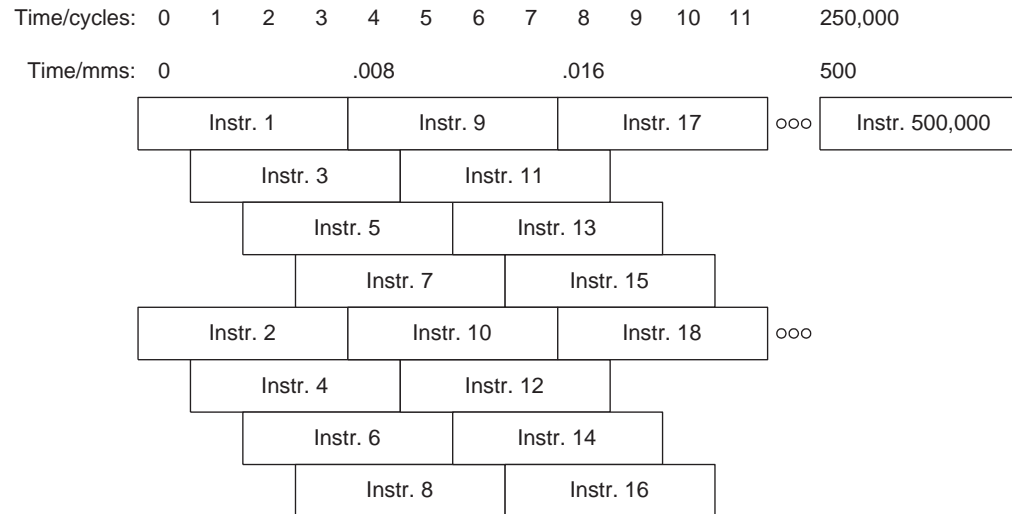 Time/cycles: 0 1 2 3 4 5 6 7 8 9 10 11 250,000
Time/mms: 0 .008 .016 500
Instr. 1 Instr. 9 Instr. 17 ooo Instr. 500,000
Instr. 3 Instr. 11
Instr. 5 Instr. 13
Instr. 7 Instr. 15
Instr. 2 Instr. 10 Instr. 18 ooo
Instr. 4 Instr. 12
Instr. 6 Instr. 14
Instr. 8 Instr. 16